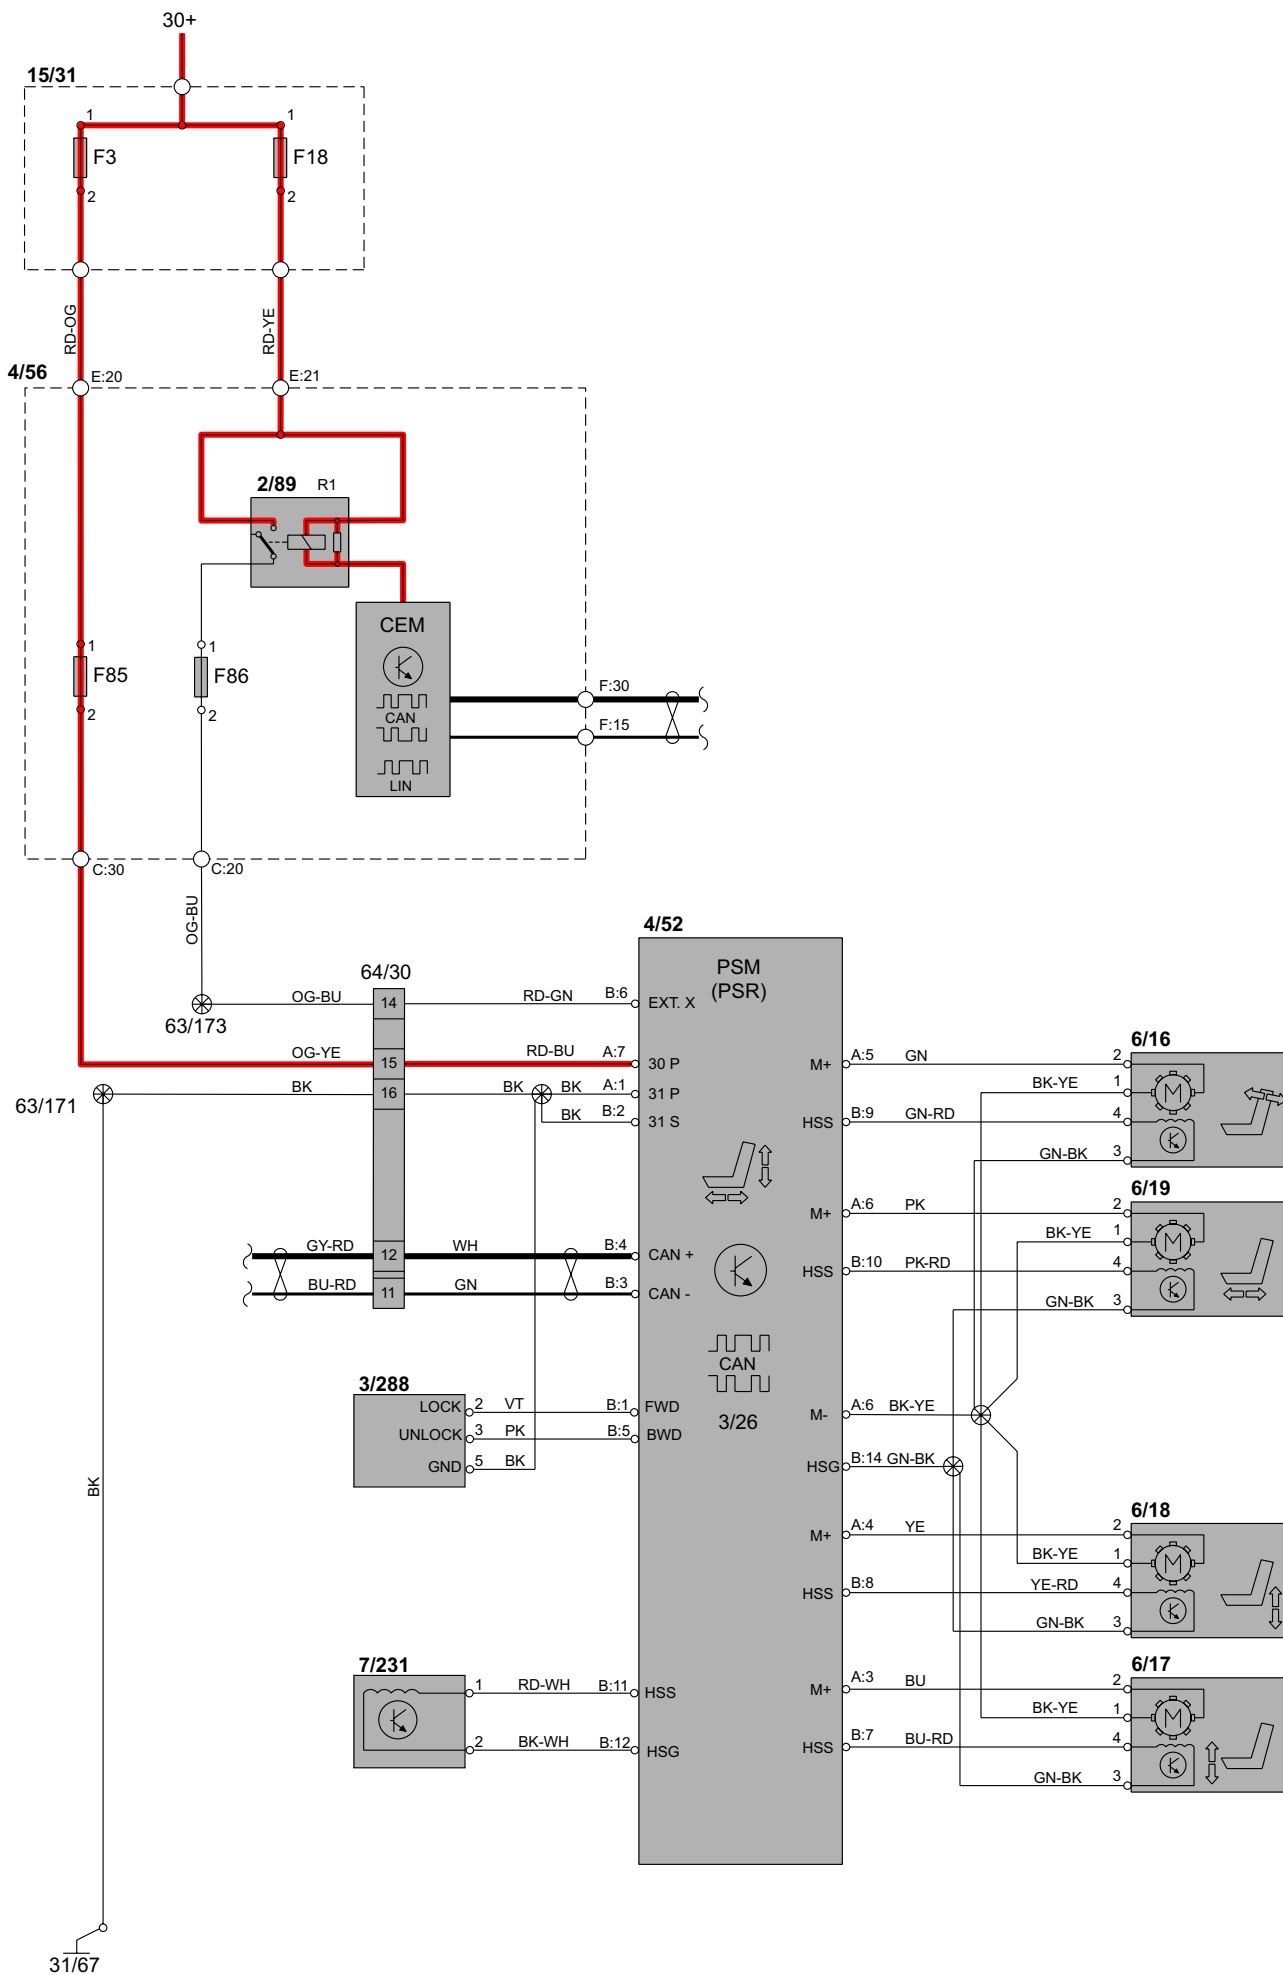 30+
15/31
1
1
F3
F18
2
2
RD-OG
RD-YE
4/56
E:20
E:21
2/89 R1
CEM
CAN
LIN
F:30
F:15
1
F85
2
1
F86
2
C:30
C:20
OG-BU
4/52
64/30
PSM
(PSR)
63/173
OG-BU
14
RD-GN
B:6
EXT. X
OG-YE
15
RD-BU
A:7
30 P
63/171
BK
16
BK
BK
A:1
31 P
BK
B:2
31 S
M+
A:5
GN
HSS
B:9
GN-RD
BK-YE
GN-BK
6/16
2
1
4
3
M
M+
A:6
PK
HSS
B:10
PK-RD
BK-YE
GN-BK
6/19
2
1
4
3
M
GY-RD
12
WH
B:4
CAN +
BU-RD
11
GN
B:3
CAN -
CAN
3/26
3/288
LOCK
2
VT
B:1
FWD
UNLOCK
3
PK
B:5
BWD
GND
5
BK
M-
A:6
BK-YE
HSG
B:14
GN-BK
BK
M+
A:4
YE
HSS
B:8
BK-YE
YE-RD
GN-BK
6/18
2
1
4
3
M
7/231
1
RD-WH
B:11
HSS
2
BK-WH
B:12
HSG
M+
A:3
BU
HSS
B:7
BU-RD
BK-YE
GN-BK
6/17
2
1
4
3
M
31/67